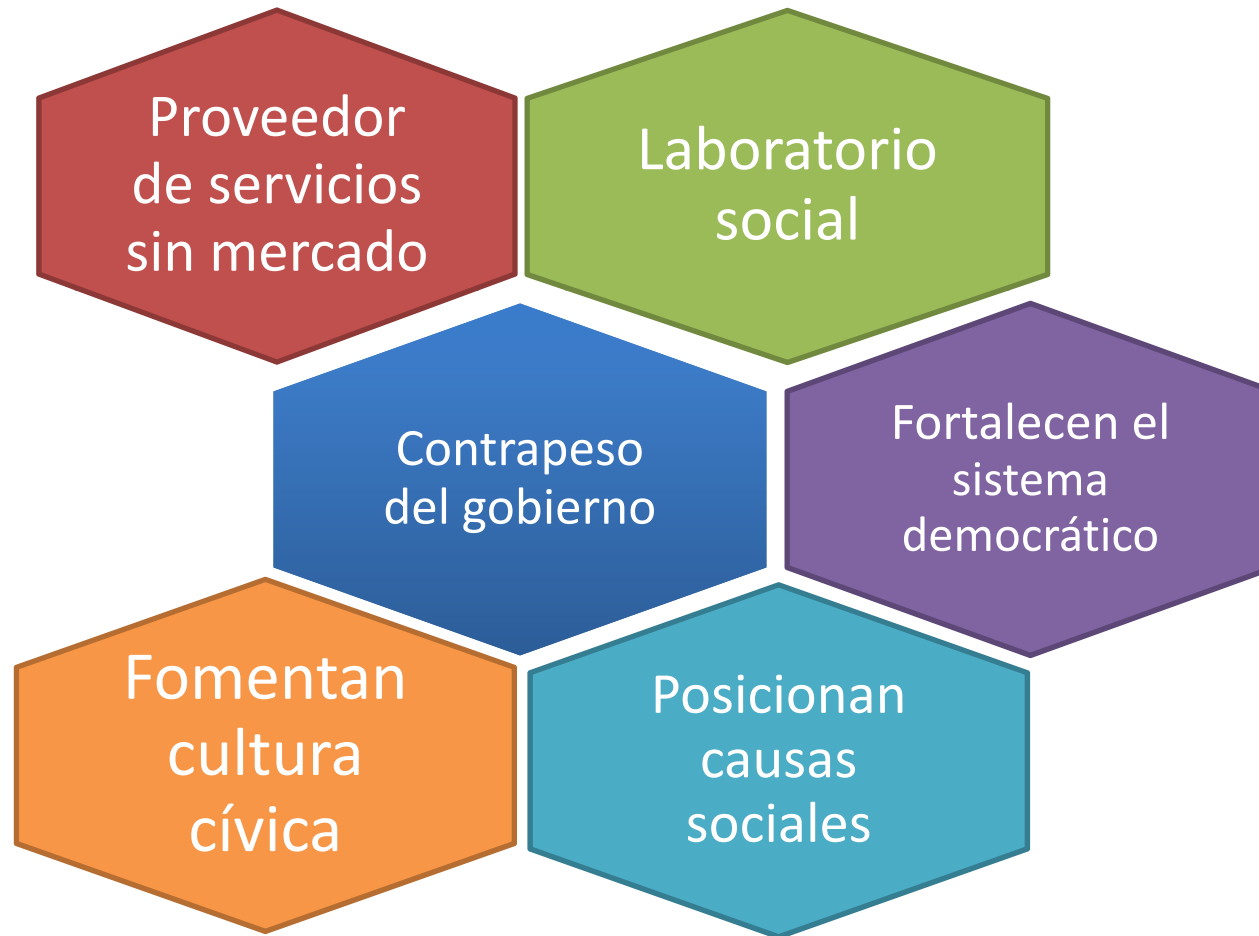 Proveedor
de servicios
sin mercado
Laboratorio
social
Contrapeso
del gobierno
Fortalecen el
sistema
democrático
Fomentan
cultura
cívica
Posicionan
causas
sociales